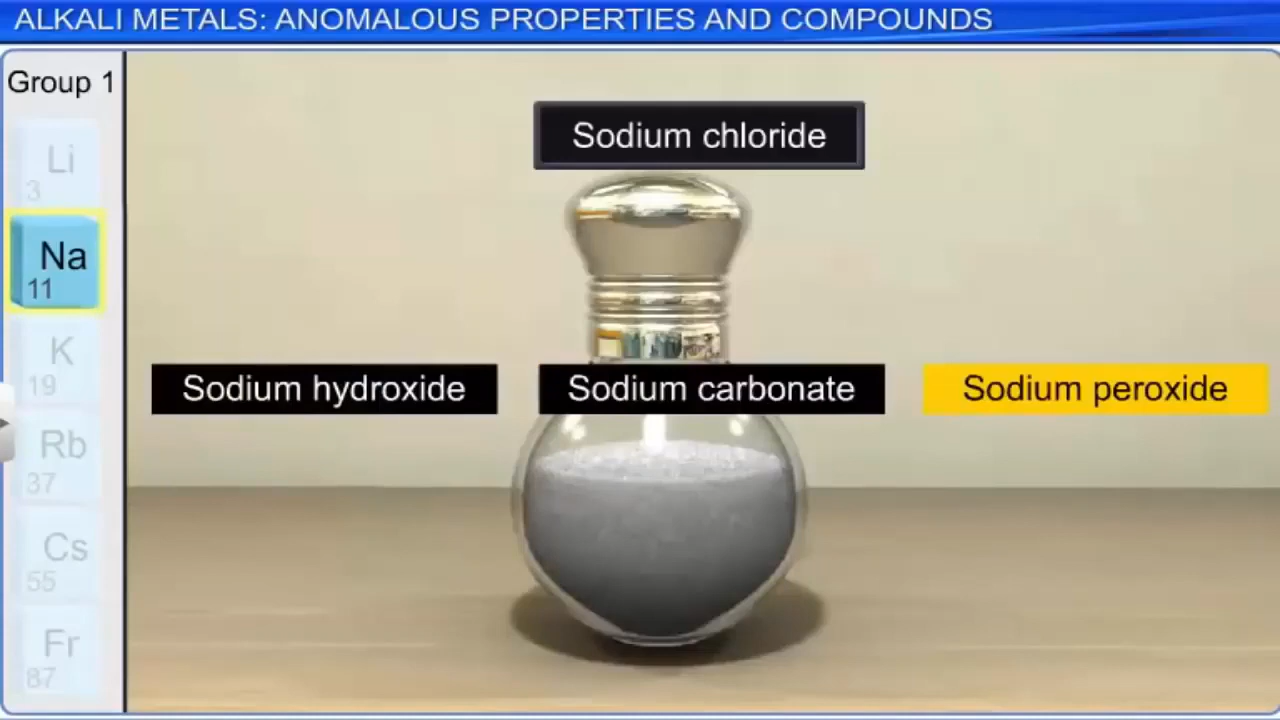 ALKALI METALS: ANOMALOUS PROPERTIES AND COMPOUNDS
Group 1
Li
3
Na
11
K
19
Rb
37
Cs
55
Fr
87
Sodium chloride
Sodium hydroxide
Sodium carbonate
Sodium peroxide